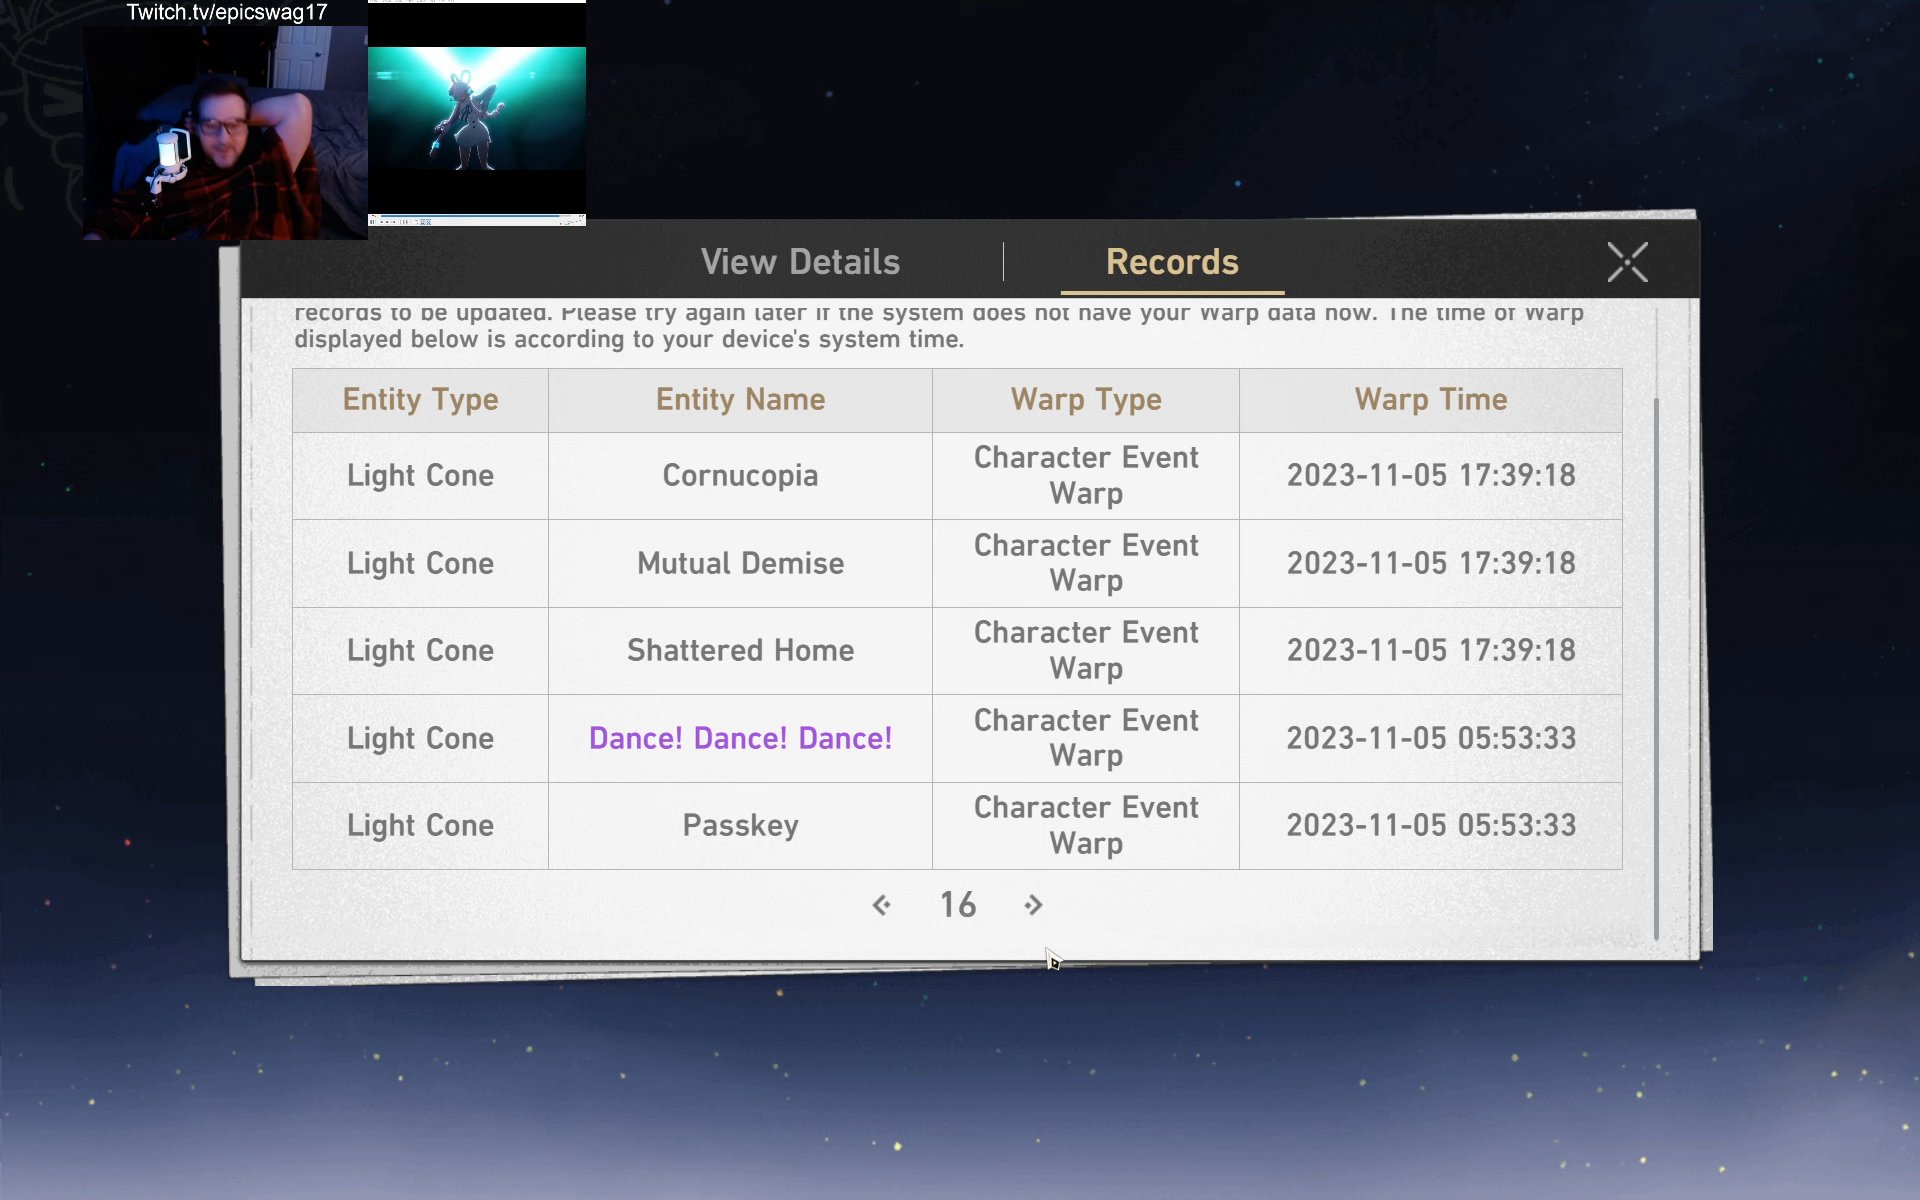 Twitch.tv/epicswag17
View Details
Records
records to be updated. Please try again later if the system does not have your Warp data now. The time of Warp
displayed below is according to your device's system time.
Entity Type Entity Name Warp Type Warp Time
Light Cone Cornucopia Character Event Warp 2023-11-05 17:39:18
Light Cone Mutual Demise Character Event Warp 2023-11-05 17:39:18
Light Cone Shattered Home Character Event Warp 2023-11-05 17:39:18
Light Cone Dance! Dance! Dance! Character Event Warp 2023-11-05 05:53:33
Light Cone Passkey Character Event Warp 2023-11-05 05:53:33
16